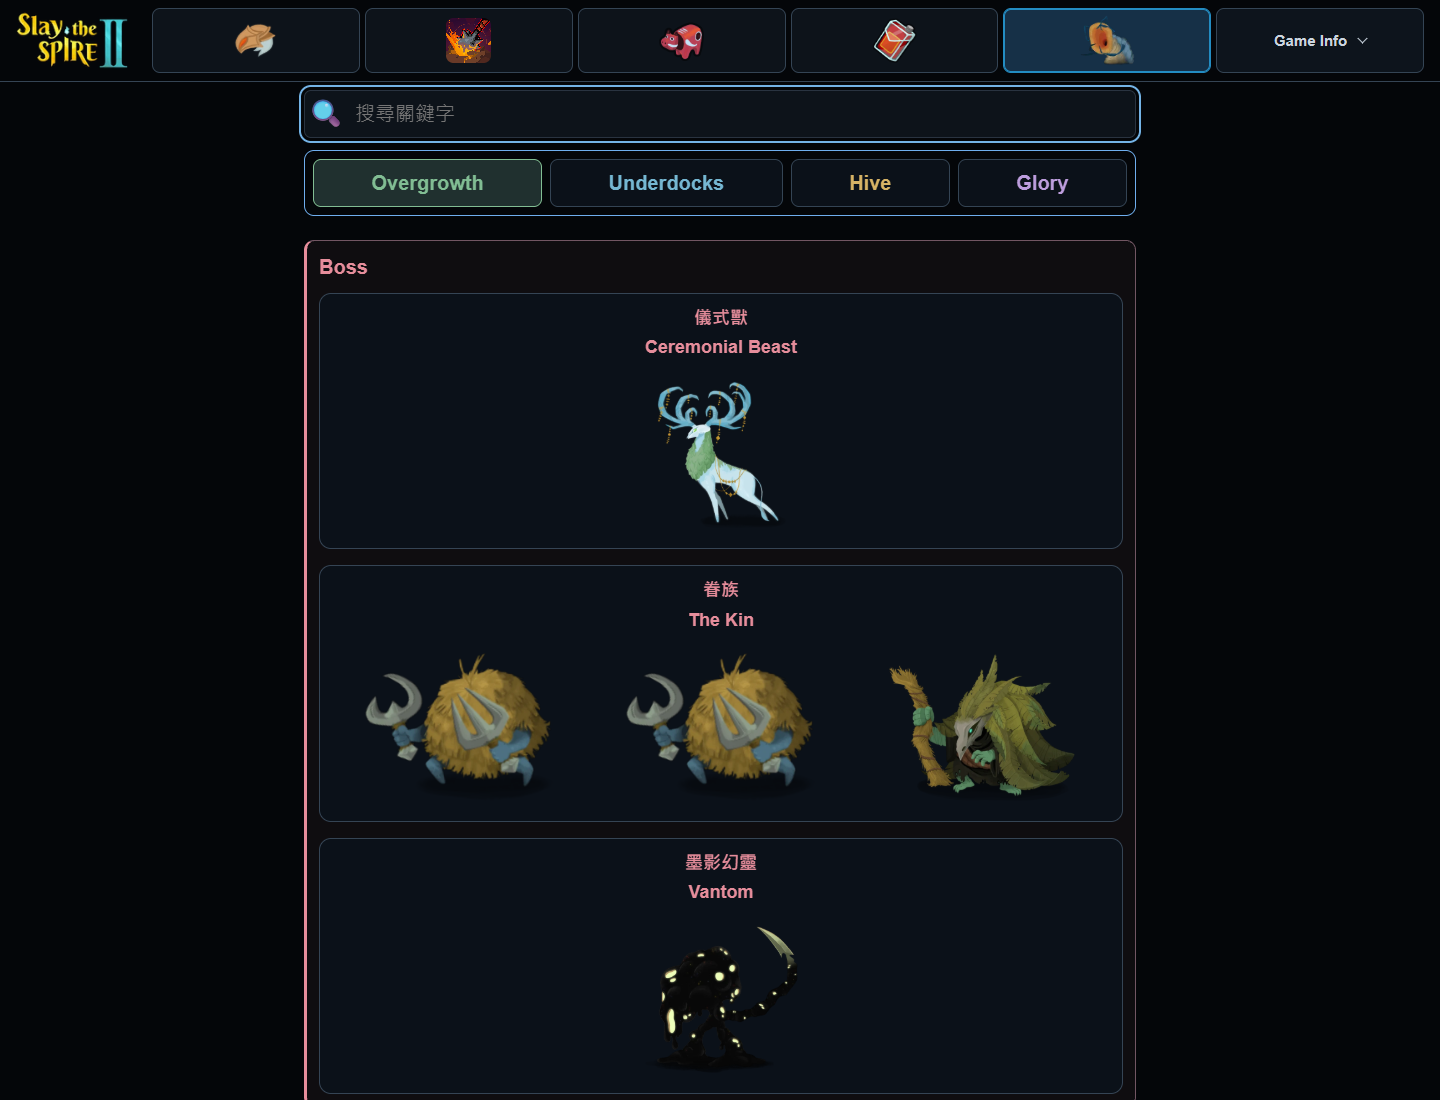 Slay the
SPIRE II
Game Info
搜尋關鍵字
Overgrowth
Underdocks
Hive
Glory
Boss
儀式獸
Ceremonial Beast
眷族
The Kin
墨影幻靈
Vantom